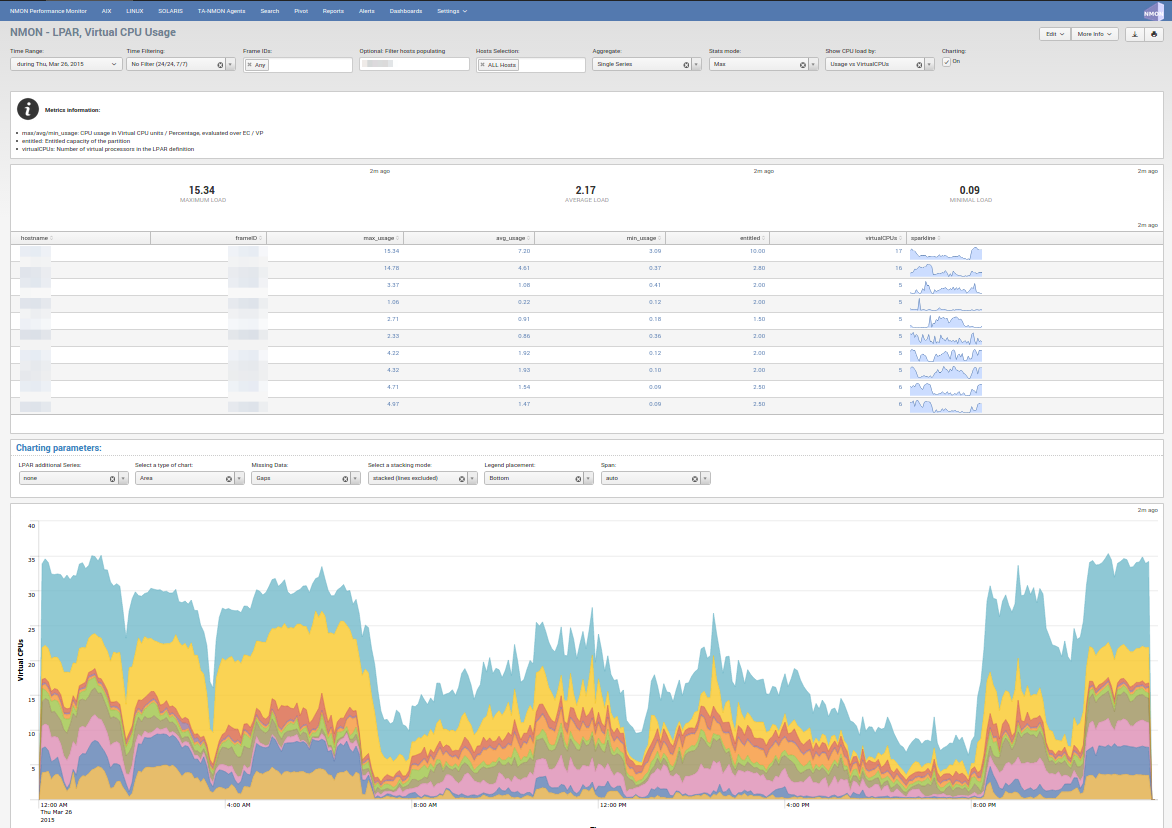 NMON Performance Monitor AIX LINUX SOLARIS TA-NMON Agents Search Pivot Reports Alerts Dashboards Settings
NMON
NMON - LPAR, Virtual CPU Usage
Edit More Info
Time Range: Time Filtering: Frame IDs: Optional: Filter hosts populating Hosts Selection: Aggregate: Stats mode: Show CPU load by: Charting:
during Thu, Mar 26, 2015 No Filter (24/24, 7/7) Any ALL Hosts Single Series Max Usage vs VirtualCPUs On
i Metrics information:
• max/avg/min_usage: CPU usage in Virtual CPU units / Percentage, evaluated over EC / VP
• entitled: Entitled capacity of the partition
• virtualCPUs: Number of virtual processors in the LPAR definition
2m ago 2m ago 2m ago
15.34 2.17 0.09
MAXIMUM LOAD AVERAGE LOAD MINIMAL LOAD
2m ago
hostname frameID max_usage avg_usage min_usage entitled virtualCPUs sparkline
15.34 7.20 3.09 10.00 17
14.78 4.61 0.37 2.80 16
3.37 1.08 0.41 2.00 5
1.06 0.22 0.12 2.00 5
2.71 0.91 0.18 1.50 5
2.33 0.86 0.36 2.00 5
4.22 1.92 0.12 2.00 5
4.32 1.93 0.10 2.00 5
4.71 1.54 0.09 2.50 6
4.97 1.47 0.09 2.50 6
Charting parameters:
LPAR additional Series: Select a type of chart: Missing Data: Select a stacking mode: Legend placement: Span:
none Area Gaps stacked (lines excluded) Bottom auto
2m ago
40
35
30
25
20
15
10
5
Virtual CPUs
12:00 AM 4:00 AM 8:00 AM 12:00 PM 4:00 PM 8:00 PM
Thu Mar 26
2015